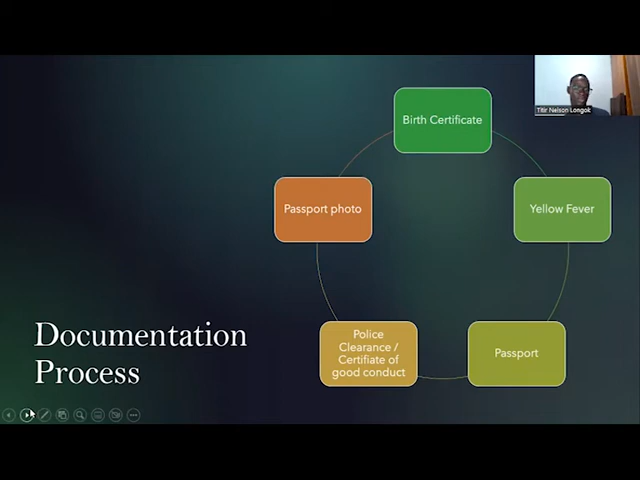 Titir Nelson Longok
Birth Certificate
Passport photo
Yellow Fever
Police
Clearance /
Certifiate of
good conduct
Passport
Documentation
Process